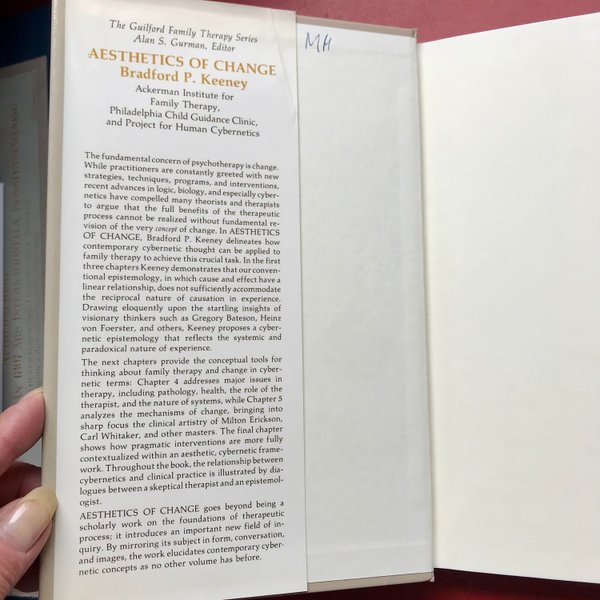 The Guilford Family Therapy Series
Alan S. Gurman, Editor
AESTHETICS OF CHANGE
Bradford P. Keeney
Ackerman Institute for
Family Therapy,
Philadelphia Child Guidance Clinic,
and Project for Human Cybernetics
The fundamental concern of psychotherapy is change.
While practitioners are constantly greeted with new
strategies, techniques, programs, and interventions,
recent advances in logic, biology, and especially cyber-
netics have compelled many theorists and therapists
to argue that the full benefits of the therapeutic
process cannot be realized without fundamental re-
vision of the very concept of change. In AESTHETICS
OF CHANGE, Bradford P. Keeney delineates how
contemporary cybernetic thought can be applied to
family therapy to achieve this crucial task. In the first
three chapters Keeney demonstrates that our conven-
tional epistemology, in which cause and effect have a
linear relationship, does not sufficiently accommodate
the reciprocal nature of causation in experience.
Drawing eloquently upon the startling insights of
visionary thinkers such as Gregory Bateson, Heinz
von Foerster, and others, Keeney proposes a cyber-
netic epistemology that reflects the systemic and
paradoxical nature of experience.
The next chapters provide the conceptual tools for
thinking about family therapy and change in cyber-
netic terms: Chapter 4 addresses major issues in
therapy, including pathology, health, the role of the
therapist, and the nature of systems, while Chapter 5
analyzes the mechanisms of change, bringing into
sharp focus the clinical artistry of Milton Erickson,
Carl Whitaker, and other masters. The final chapter
shows how pragmatic interventions are more fully
contextualized within an aesthetic, cybernetic frame-
work. Throughout the book, the relationship between
cybernetics and clinical practice is illustrated by dia-
logues between a skeptical therapist and an epistemol-
ogist.
AESTHETICS OF CHANGE goes beyond being a
scholarly work on the foundations of therapeutic
process; it introduces an important new field of in-
quiry. By mirroring its subject in form, conversation,
and images, the work elucidates contemporary cyber-
netic concepts as no other volume has before.
MH